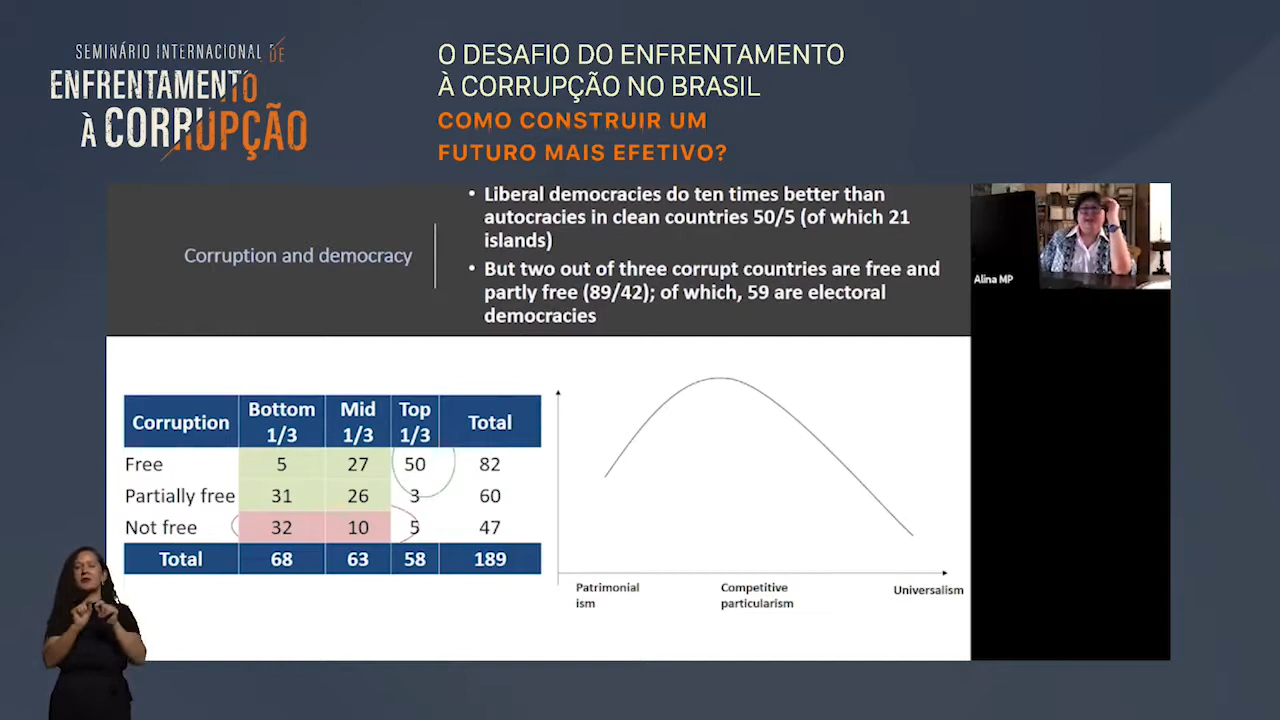 SEMINÁRIO INTERNACIONAL DE
ENFRENTAMENTO
À CORRUPÇÃO
O DESAFIO DO ENFRENTAMENTO
À CORRUPÇÃO NO BRASIL
COMO CONSTRUIR UM
FUTURO MAIS EFETIVO?
Corruption and democracy
• Liberal democracies do ten times better than
autocracies in clean countries 50/5 (of which 21
islands)
• But two out of three corrupt countries are free and
partly free (89/42); of which, 59 are electoral
democracies
Alina MP
Corruption Bottom 1/3 Mid 1/3 Top 1/3 Total
Free 5 27 50 82
Partially free 31 26 3 60
Not free 32 10 5 47
Total 68 63 58 189
Patrimonial
ism
Competitive
particularism
Universalism